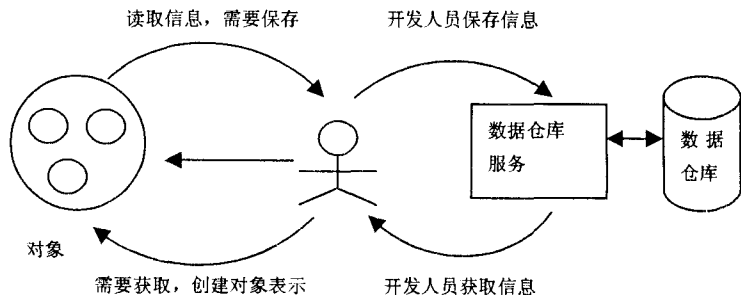 读取信息，需要保存
开发人员保存信息
数据仓库
服务
数 据
仓库
对象
需要获取，创建对象表示
开发人员获取信息